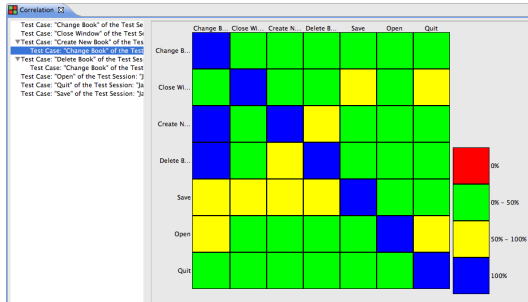 Correlation
Test Case: "Change Book" of the Test Se
Test Case: "Close Window" of the Test Se
Test Case: "Create New Book" of the Tes
Test Case: "Change Book" of the Test
Test Case: "Delete Book" of the Test Ses
Test Case: "Change Book" of the Test
Test Case: "Open" of the Test Session: "Ja
Test Case: "Quit" of the Test Session: "Ja
Test Case: "Save" of the Test Session: "Ja
Change B... Close Wi... Create N... Delete B... Save Open Quit
Change B...
Close Wi...
Create N...
Delete B...
Save
Open
Quit
0%
0% - 50%
50% - 100%
100%